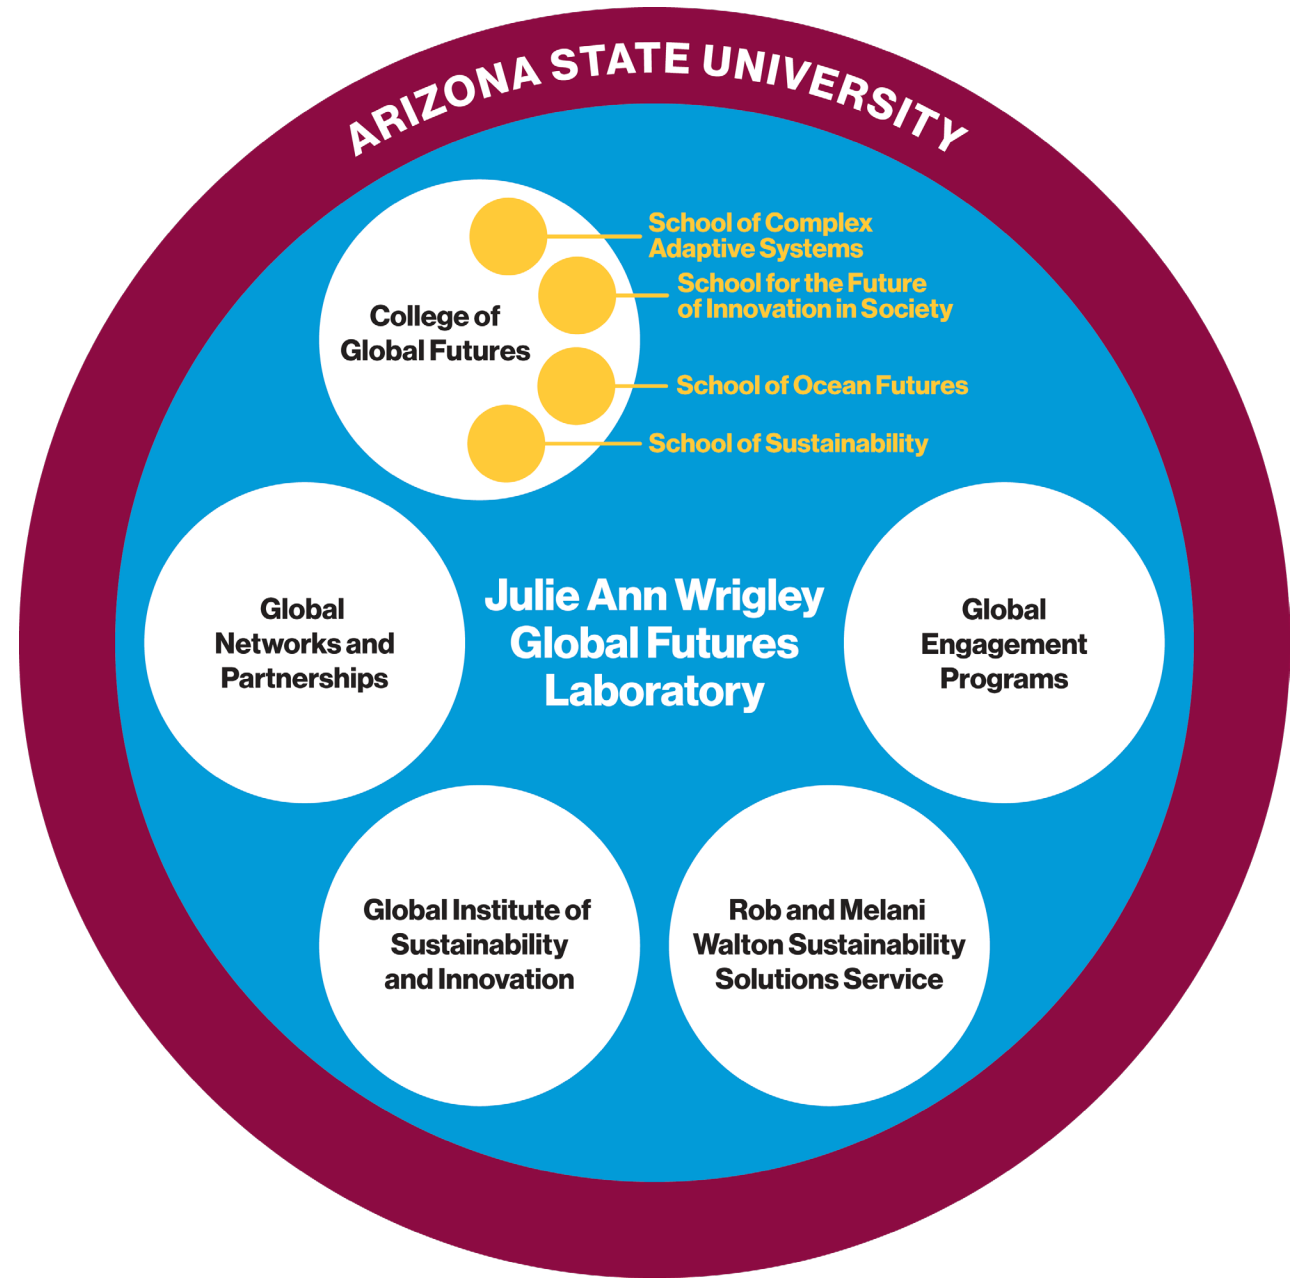 ARIZONA STATE UNIVERSITY
School of Complex
Adaptive Systems
School for the Future
of Innovation in Society
College of
Global Futures
School of Ocean Futures
School of Sustainability
Global
Networks and
Partnerships
Julie Ann Wrigley
Global Futures
Laboratory
Global
Engagement
Programs
Global Institute of
Sustainability
and Innovation
Rob and Melani
Walton Sustainability
Solutions Service